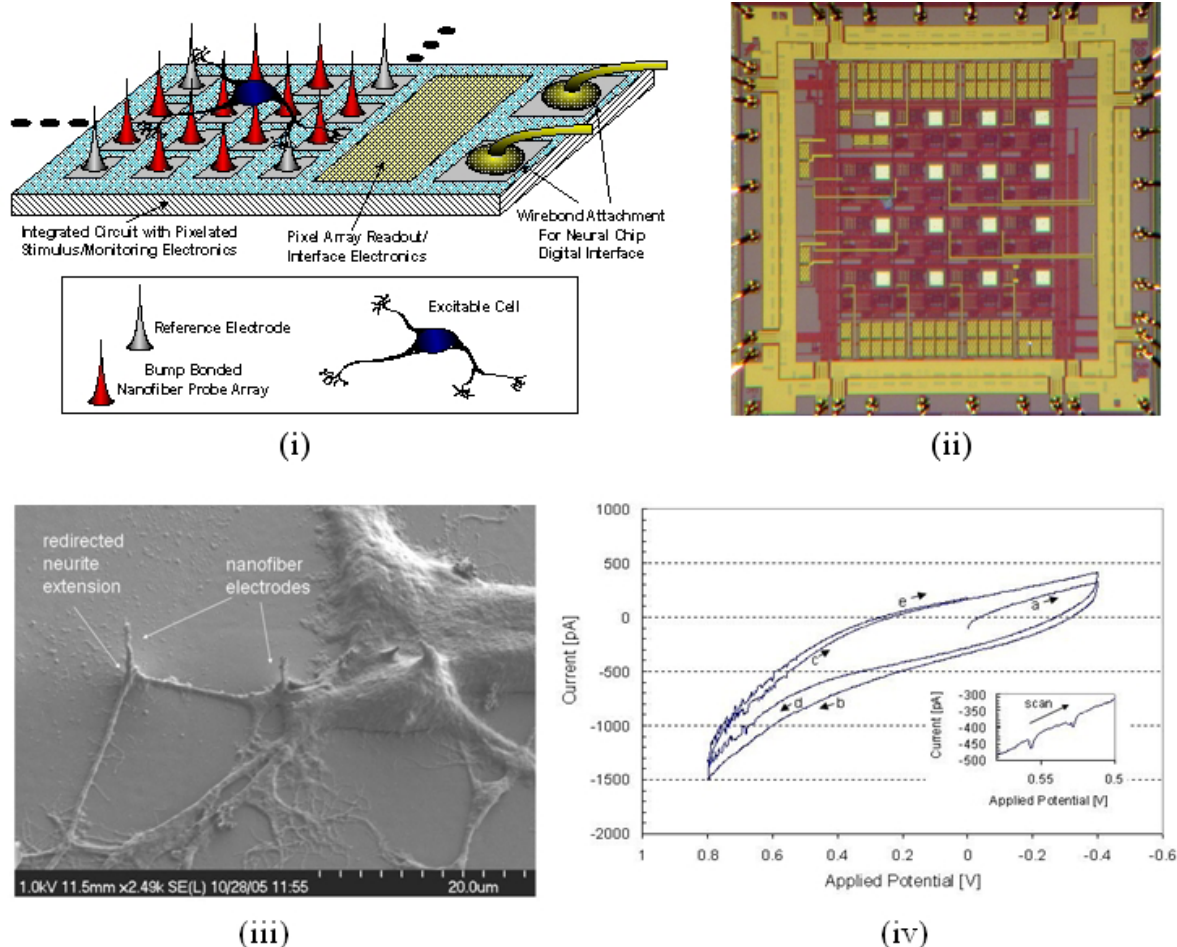 Integrated Circuit with Pixelated
Stimulus/Monitoring Electronics
Pixel Array Readout/
Interface Electronics
Wirebond Attachment
For Neural Chip
Digital Interface
Reference Electrode
Bump Bonded
Nanofiber Probe Array
Excitable Cell
(i)
(ii)
redirected
neurite
extension
nanofiber
electrodes
1.0kV 11.5mm x2.49k SE(L) 10/28/05 11:55
20.0um
(iii)
1000
500
0
-500
-1000
-1500
-2000
Current [pA]
1
0.8
0.6
0.4
0.2
0
-0.2
-0.4
-0.6
Applied Potential [V]
e
a
c
d
b
-300
-350
-400
-450
-500
Current [pA]
scan
0.55
0.5
Applied Potential [V]
(iv)